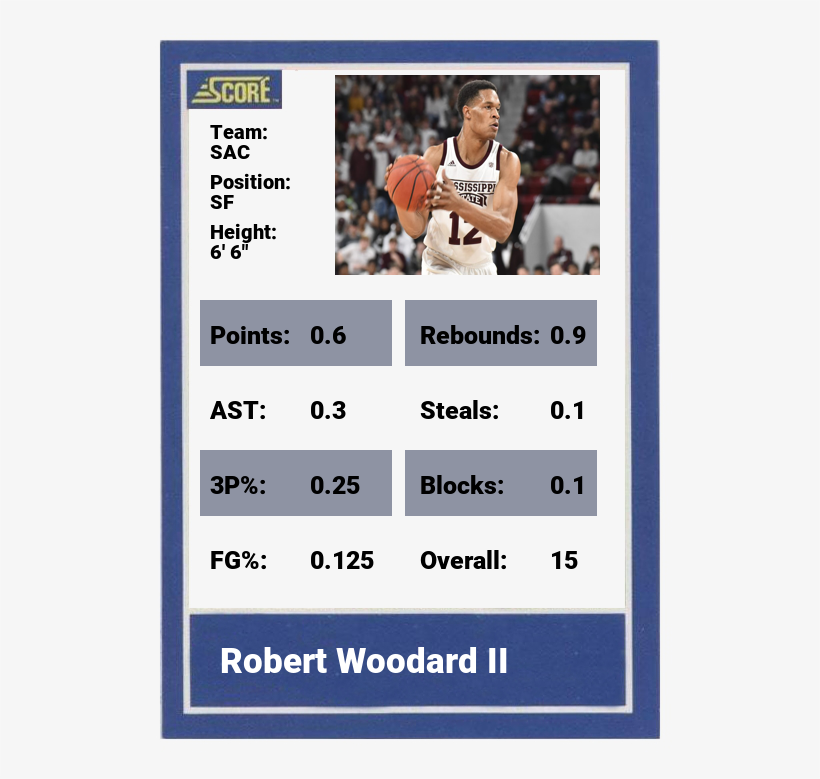 SCORE
Team:
SAC
Position:
SF
Height:
6' 6"
MISSISSIPPI
STATE
12
Points: 0.6 Rebounds: 0.9
AST: 0.3 Steals: 0.1
3P%: 0.25 Blocks: 0.1
FG%: 0.125 Overall: 15
Robert Woodard II